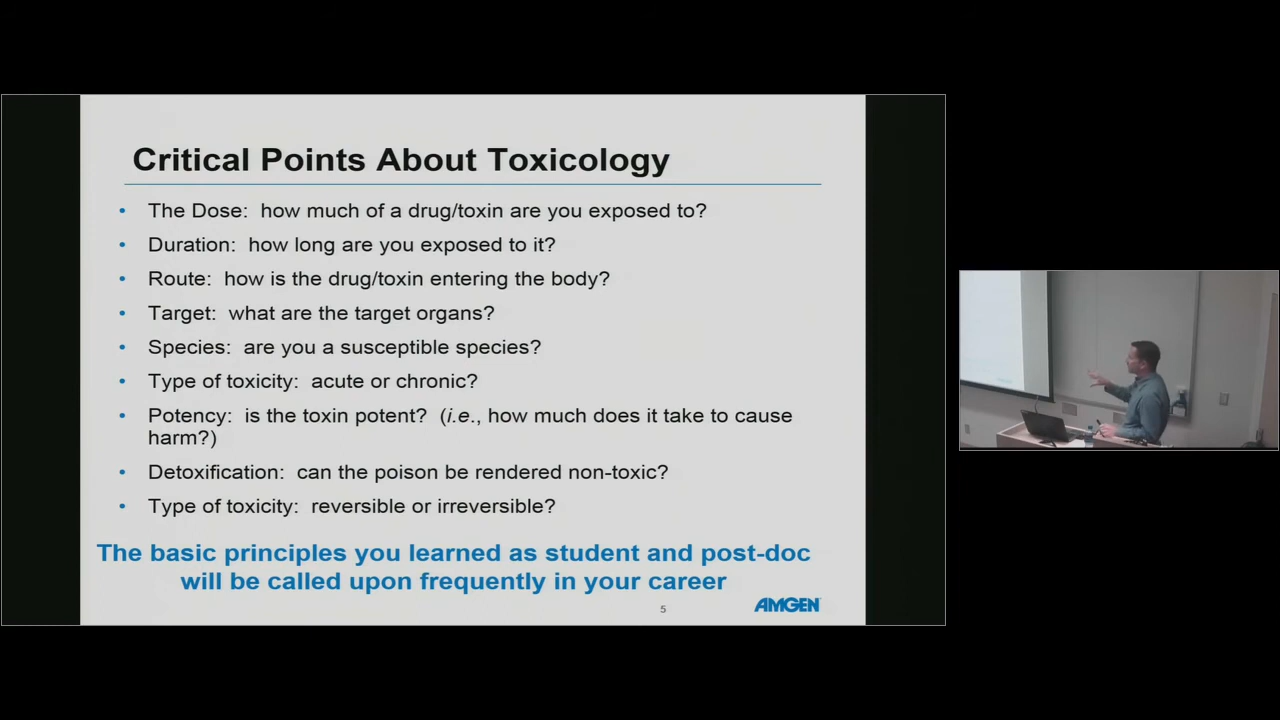 Critical Points About Toxicology
• The Dose: how much of a drug/toxin are you exposed to?
• Duration: how long are you exposed to it?
• Route: how is the drug/toxin entering the body?
• Target: what are the target organs?
• Species: are you a susceptible species?
• Type of toxicity: acute or chronic?
• Potency: is the toxin potent? (i.e., how much does it take to cause
harm?)
• Detoxification: can the poison be rendered non-toxic?
• Type of toxicity: reversible or irreversible?
The basic principles you learned as student and post-doc
will be called upon frequently in your career
5
AMGEN